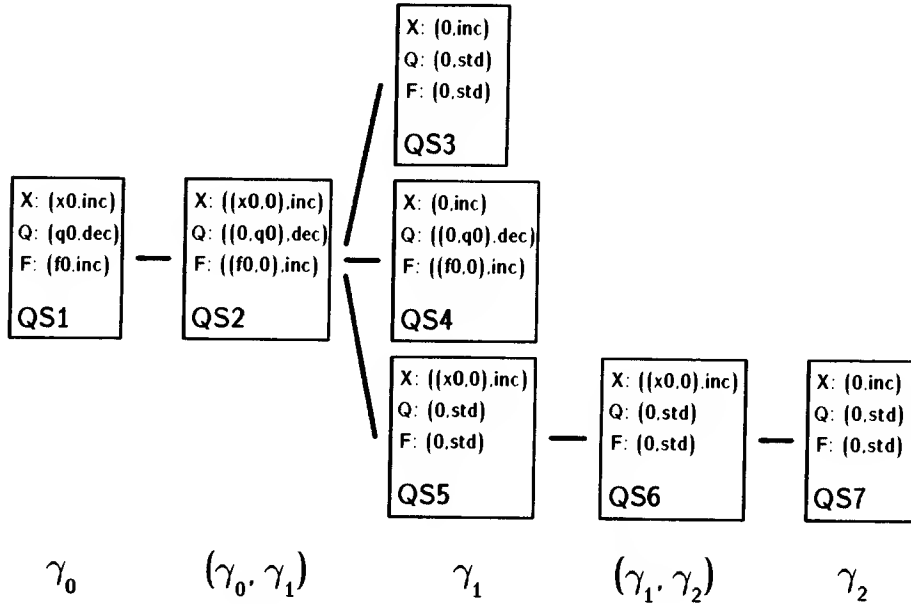 X: (0,inc)
Q: (0,std)
F: (0,std)
QS3
X: (x0,inc)
Q: (q0,dec)
F: (f0,inc)
QS1
X: ((x0,0),inc)
Q: ((0,q0),dec)
F: ((f0,0),inc)
QS2
X: (0,inc)
Q: ((0,q0),dec)
F: ((f0,0),inc)
QS4
X: ((x0,0),inc)
Q: (0,std)
F: (0,std)
QS5
X: ((x0,0),inc)
Q: (0,std)
F: (0,std)
QS6
X: (0,inc)
Q: (0,std)
F: (0,std)
QS7
γ₀ (γ₀, γ₁) γ₁ (γ₁, γ₂) γ₂